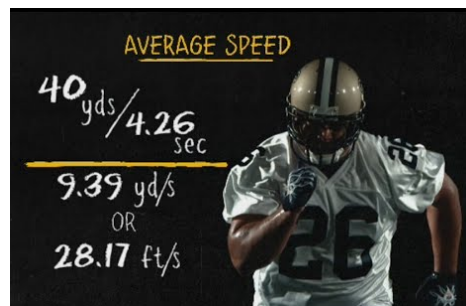 AVERAGE SPEED
40 yds/4.26 sec
9.39 yd/s
OR
28.17 ft/s
26
26